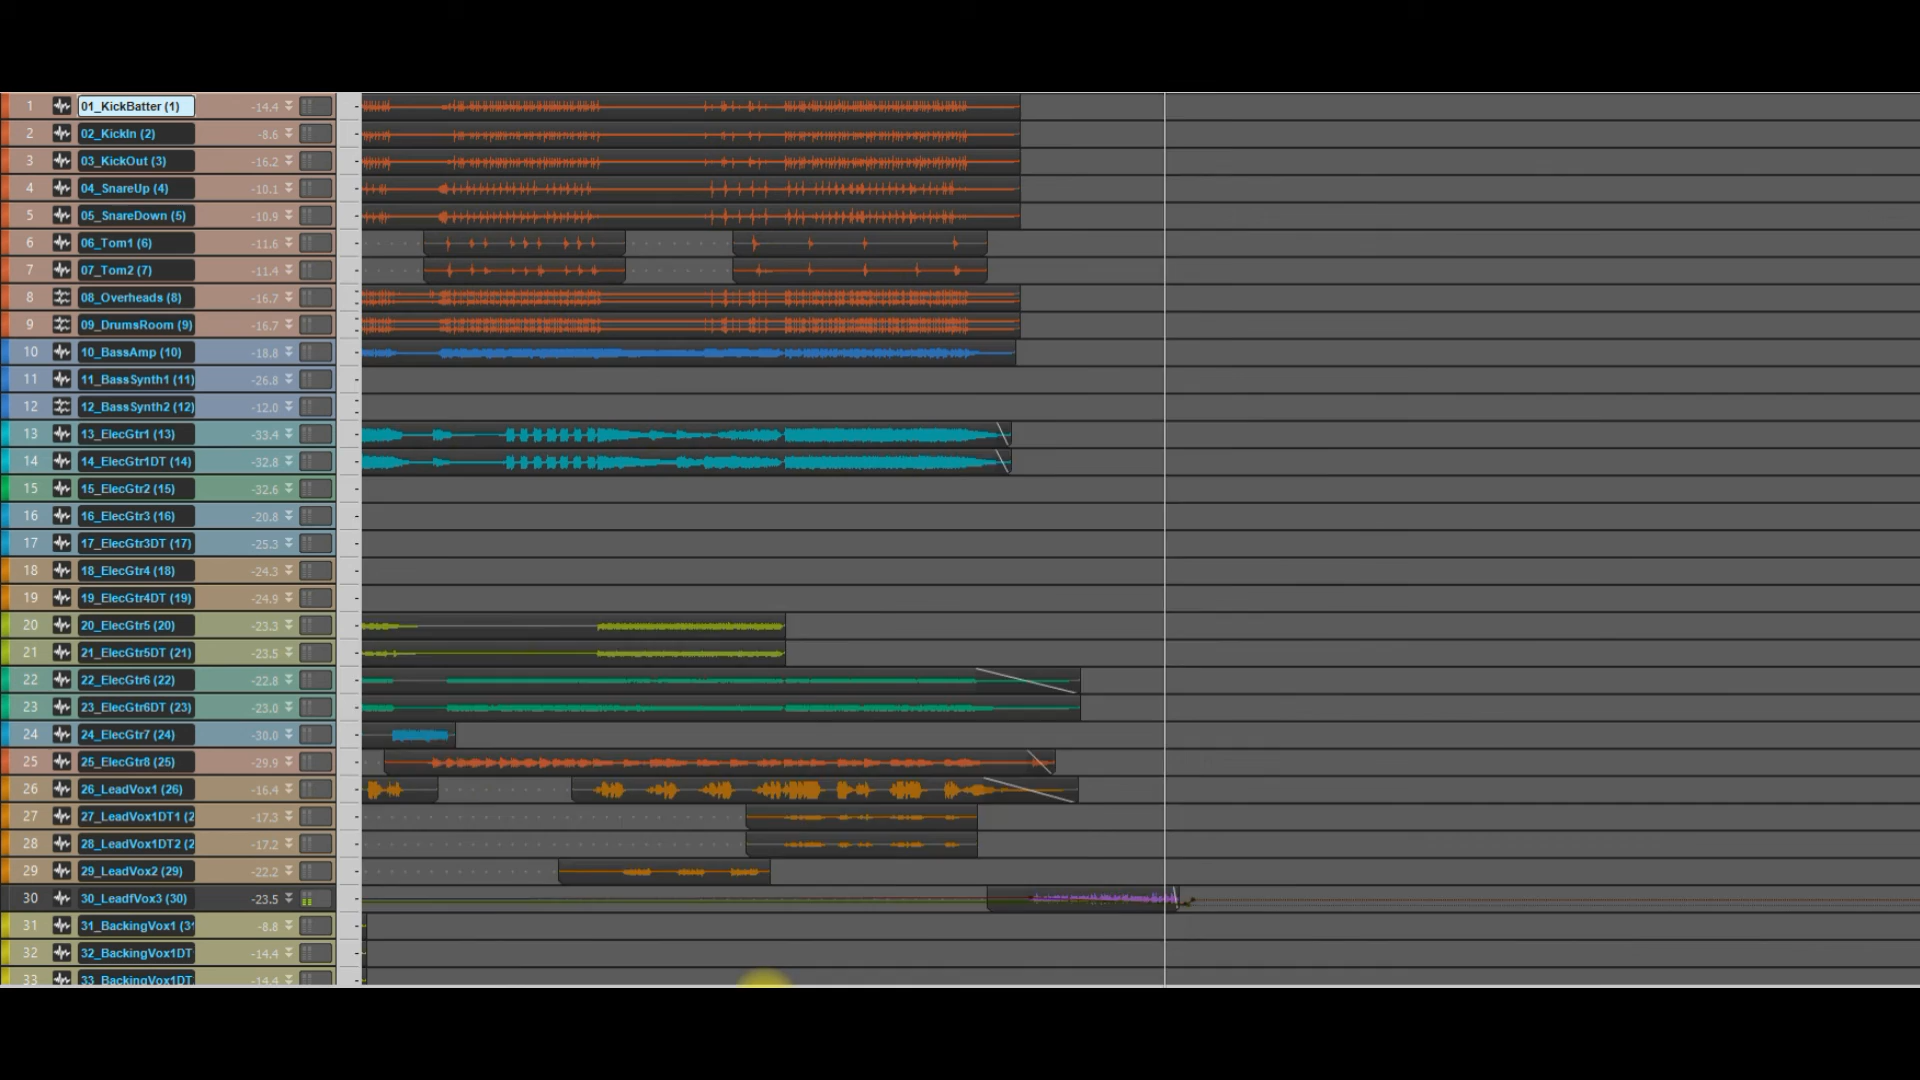 1 01_KickBatter (1) -14.4
2 02_KickIn (2) -8.6
3 03_KickOut (3) -16.2
4 04_SnareUp (4) -10.1
5 05_SnareDown (5) -10.9
6 06_Tom1 (6) -11.6
7 07_Tom2 (7) -11.4
8 08_Overheads (8) -16.7
9 09_DrumsRoom (9) -16.7
10 10_BassAmp (10) -18.8
11 11_BassSynth1 (11) -26.8
12 12_BassSynth2 (12) -12.0
13 13_ElecGtr1 (13) -33.4
14 14_ElecGtr1DT (14) -32.8
15 15_ElecGtr2 (15) -32.6
16 16_ElecGtr3 (16) -20.8
17 17_ElecGtr3DT (17) -25.3
18 18_ElecGtr4 (18) -24.3
19 19_ElecGtr4DT (19) -24.9
20 20_ElecGtr5 (20) -23.3
21 21_ElecGtr5DT (21) -23.5
22 22_ElecGtr6 (22) -22.8
23 23_ElecGtr6DT (23) -23.0
24 24_ElecGtr7 (24) -30.0
25 25_ElecGtr8 (25) -29.9
26 26_LeadVox1 (26) -16.4
27 27_LeadVox1DT1 (2 -17.3
28 28_LeadVox1DT2 (2 -17.2
29 29_LeadVox2 (29) -22.2
30 30_LeadfVox3 (30) -23.5
31 31_BackingVox1 (31 -8.8
32 32_BackingVox1DT -14.4
33 33_BackingVox1DT -14.4